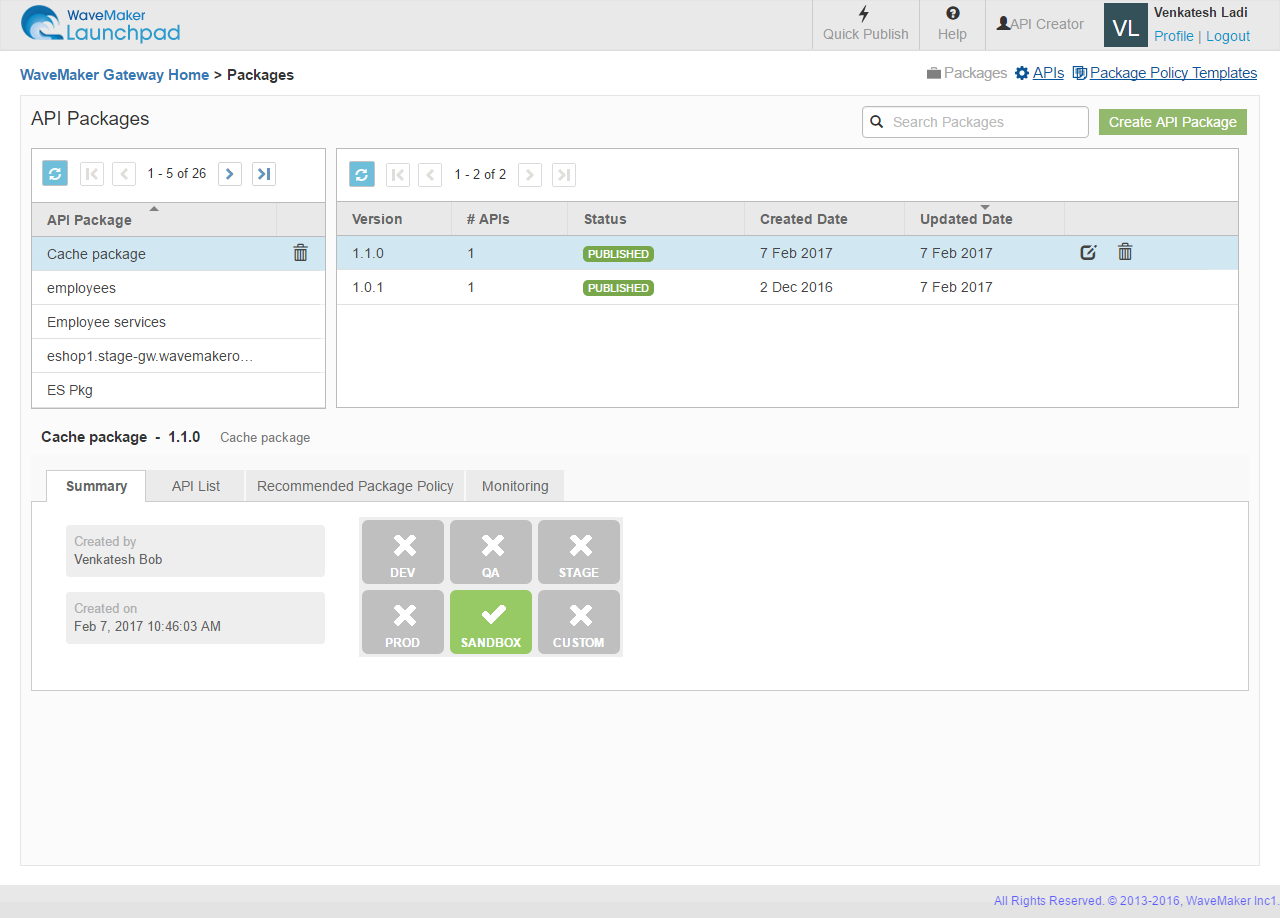 WaveMaker
Launchpad
Quick Publish
Help
API Creator
VL
Venkatesh Ladi
Profile | Logout
WaveMaker Gateway Home > Packages
Packages APIs Package Policy Templates
API Packages
Search Packages
Create API Package
1 - 5 of 26
API Package
Cache package
employees
Employee services
eshop1.stage-gw.wavemakero…
ES Pkg
1 - 2 of 2
Version # APIs Status Created Date Updated Date
1.1.0 1 PUBLISHED 7 Feb 2017 7 Feb 2017
1.0.1 1 PUBLISHED 2 Dec 2016 7 Feb 2017
Cache package - 1.1.0 Cache package
Summary API List Recommended Package Policy Monitoring
Created by
Venkatesh Bob
Created on
Feb 7, 2017 10:46:03 AM
DEV QA STAGE
PROD SANDBOX CUSTOM
All Rights Reserved. © 2013-2016, WaveMaker Inc1.